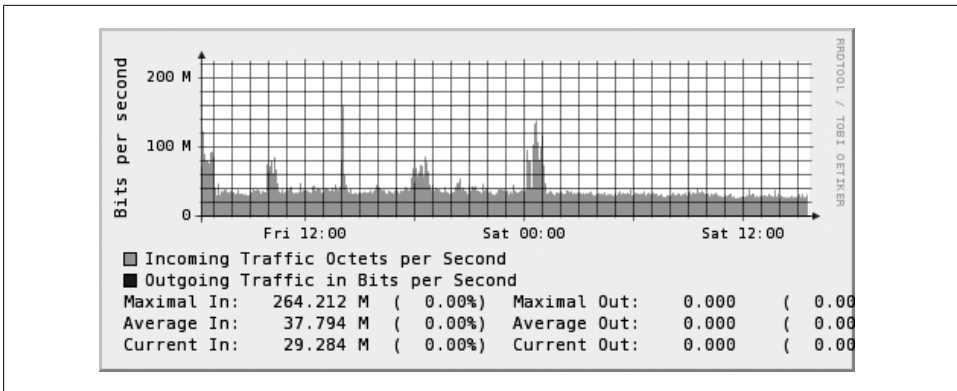 RRDTOOL / TOBI OETIKER
Bits per second
200 M
100 M
0
Fri 12:00 Sat 00:00 Sat 12:00
Incoming Traffic Octets per Second
Outgoing Traffic in Bits per Second
Maximal In: 264.212 M ( 0.00%) Maximal Out: 0.000 ( 0.00
Average In: 37.794 M ( 0.00%) Average Out: 0.000 ( 0.00
Current In: 29.284 M ( 0.00%) Current Out: 0.000 ( 0.00